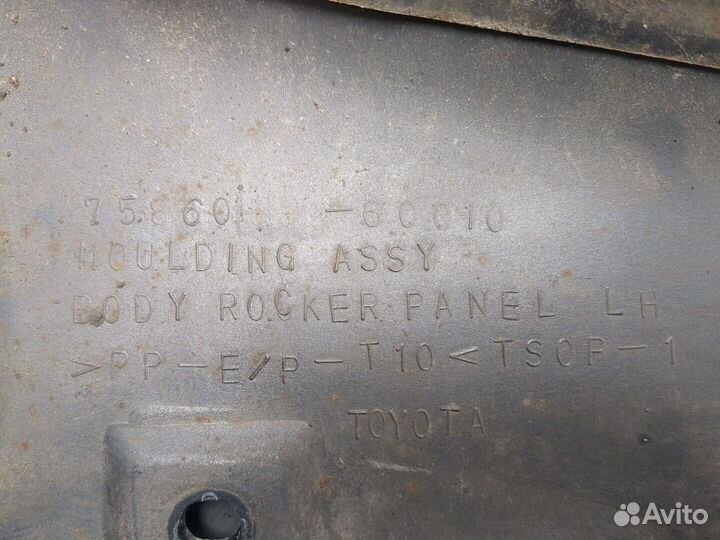 75860 -60010
MOULDING ASSY
BODY ROCKER PANEL LH
>PP-E/P-T10< TSOP-1
TOYOTA
Avito